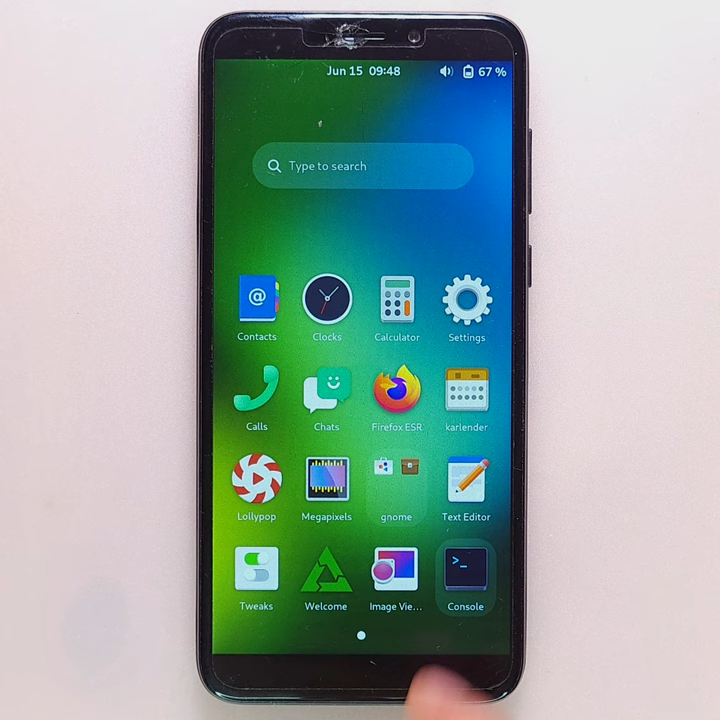 Jun 15 09:48
67 %
Type to search
@
Contacts
Clocks
Calculator
Settings
Calls
Chats
Firefox ESR
karlender
Lollypop
Megapixels
gnome
Text Editor
>_
Tweaks
Welcome
Image Vie...
Console